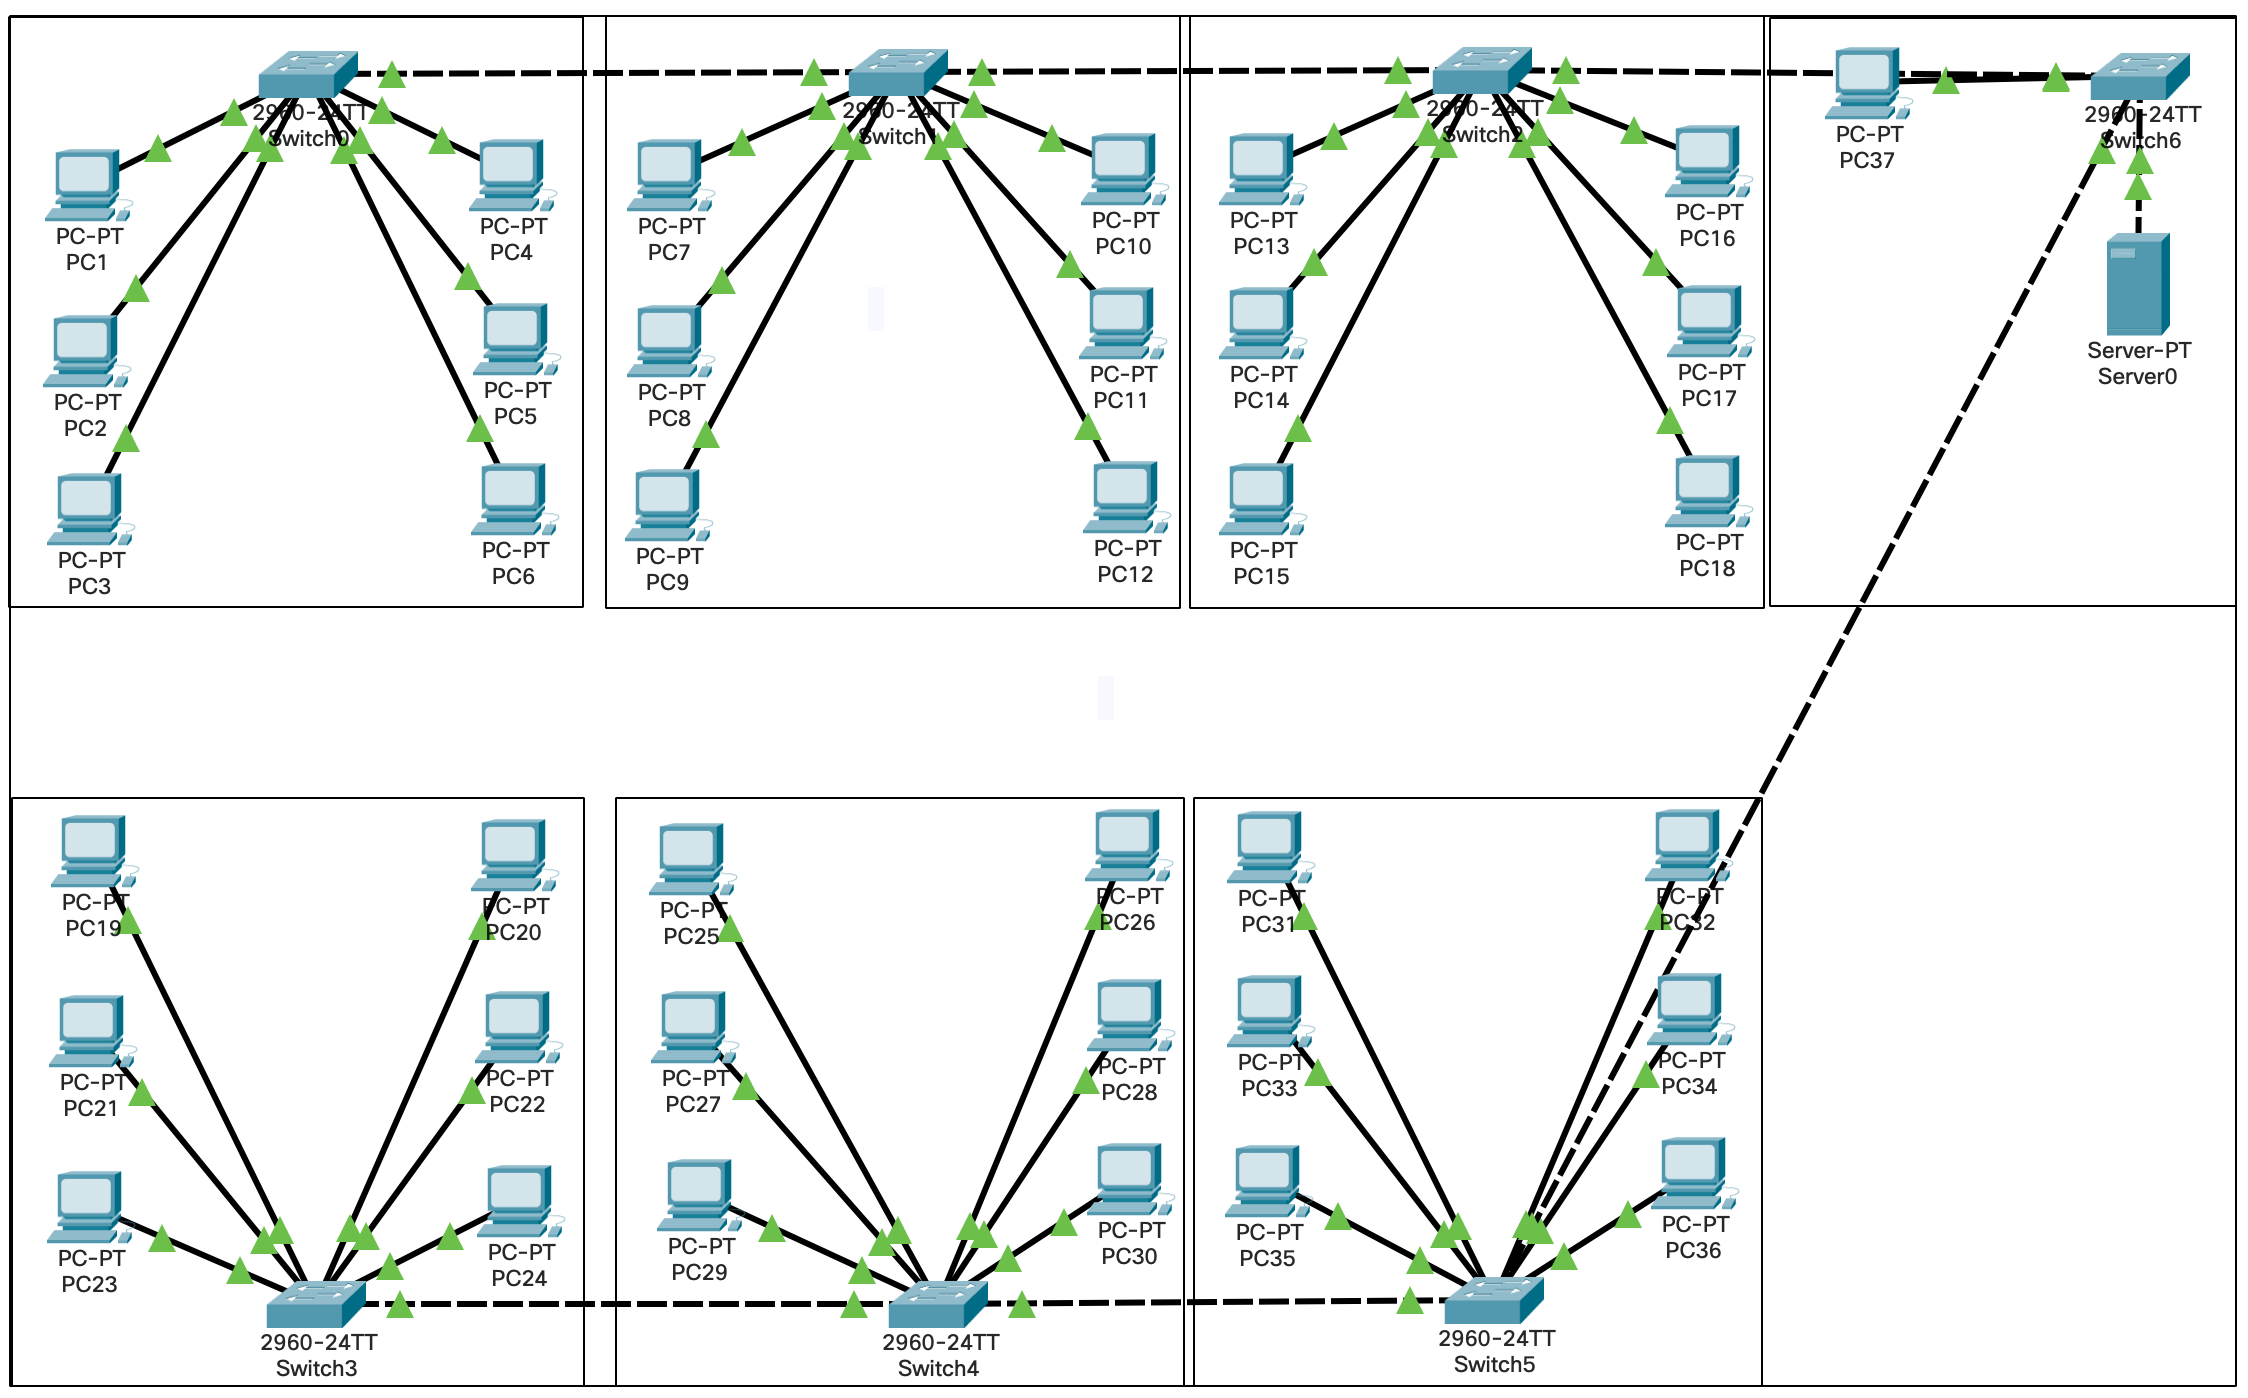 2960-24TT
Switch0
PC-PT
PC1
PC-PT
PC2
PC-PT
PC3
PC-PT
PC4
PC-PT
PC5
PC-PT
PC6
2960-24TT
Switch1
PC-PT
PC7
PC-PT
PC8
PC-PT
PC9
PC-PT
PC10
PC-PT
PC11
PC-PT
PC12
2960-24TT
Switch2
PC-PT
PC13
PC-PT
PC14
PC-PT
PC15
PC-PT
PC16
PC-PT
PC17
PC-PT
PC18
PC-PT
PC37
2960-24TT
Switch6
Server-PT
Server0
PC-PT
PC19
PC-PT
PC20
PC-PT
PC21
PC-PT
PC22
PC-PT
PC23
PC-PT
PC24
2960-24TT
Switch3
PC-PT
PC25
PC-PT
PC26
PC-PT
PC27
PC-PT
PC28
PC-PT
PC29
PC-PT
PC30
2960-24TT
Switch4
PC-PT
PC31
PC-PT
PC32
PC-PT
PC33
PC-PT
PC34
PC-PT
PC35
PC-PT
PC36
2960-24TT
Switch5